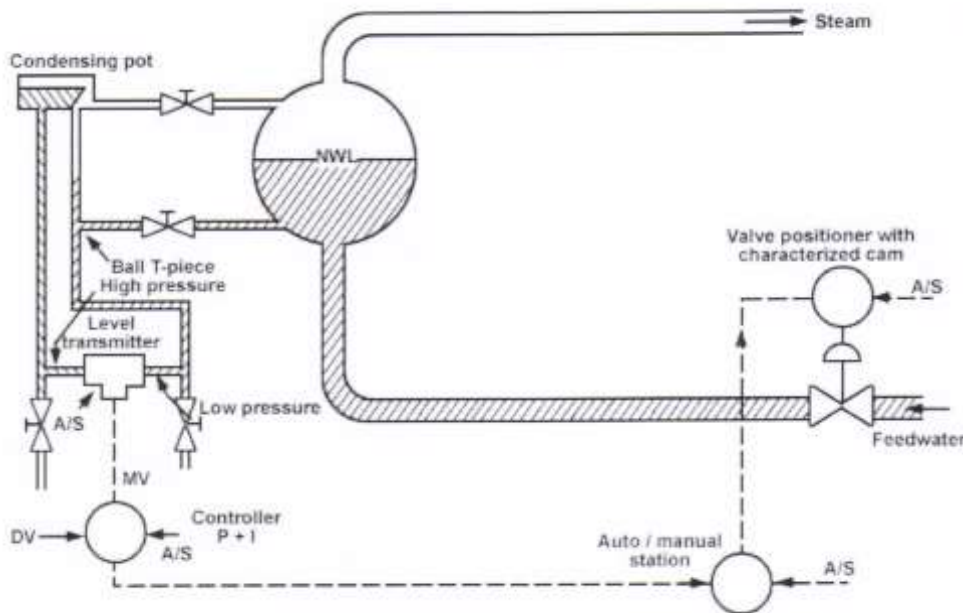 Steam
Condensing pot
NWL
Valve positioner with
characterized cam
Ball T-piece
High pressure
A/S
Level
transmitter
A/S
Low pressure
Feedwater
MV
Controller
P + I
DV
A/S
Auto / manual
station
A/S